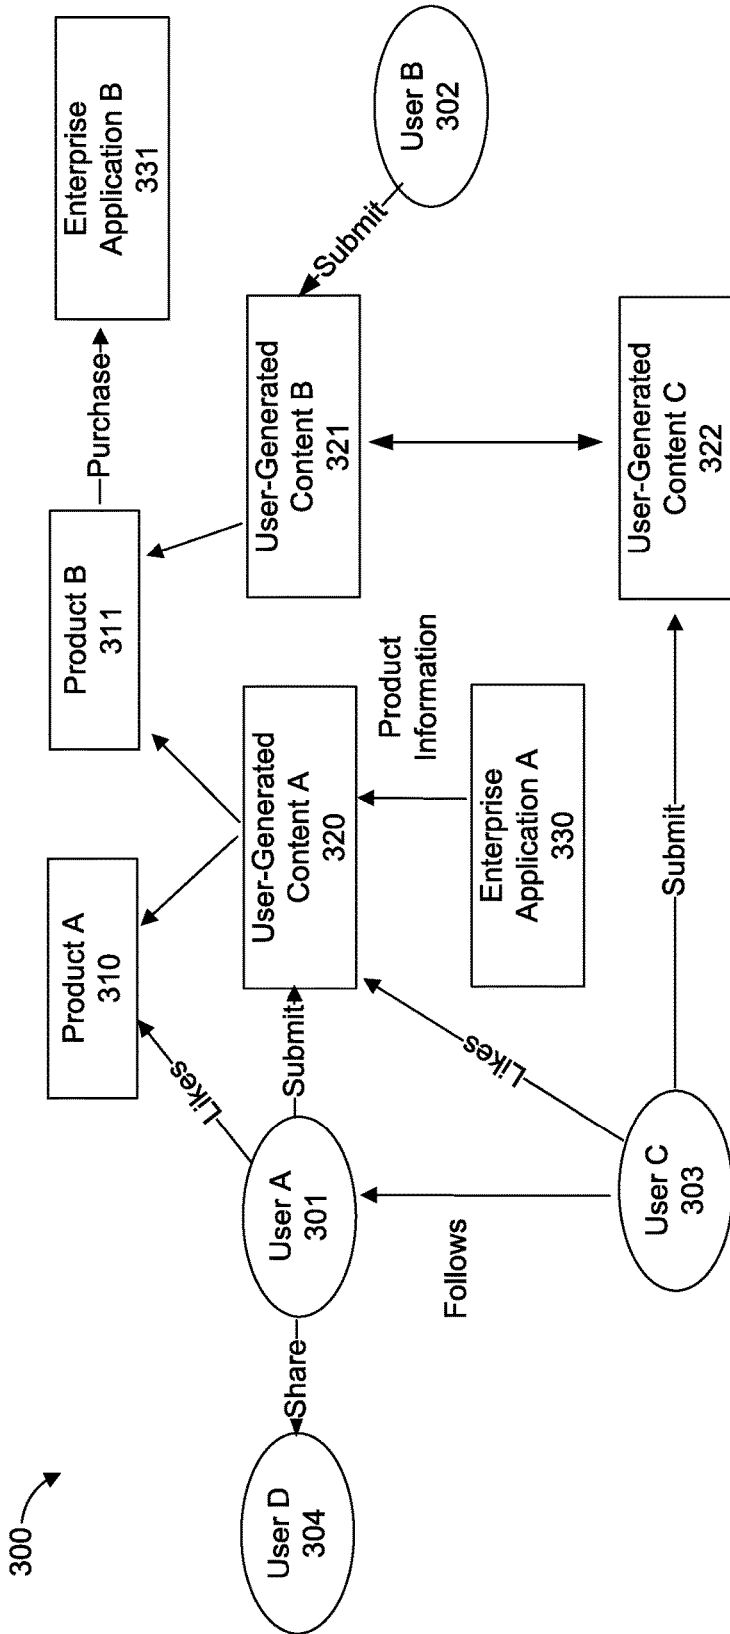 300
Product A
310
Product B
311
Purchase
Enterprise
Application B
331
Likes
User D
304
Share
User A
301
Submit
User-Generated
Content A
320
User-Generated
Content B
321
Submit
User B
302
Follows
Likes
Product
Information
Enterprise
Application A
330
User C
303
Submit
User-Generated
Content C
322